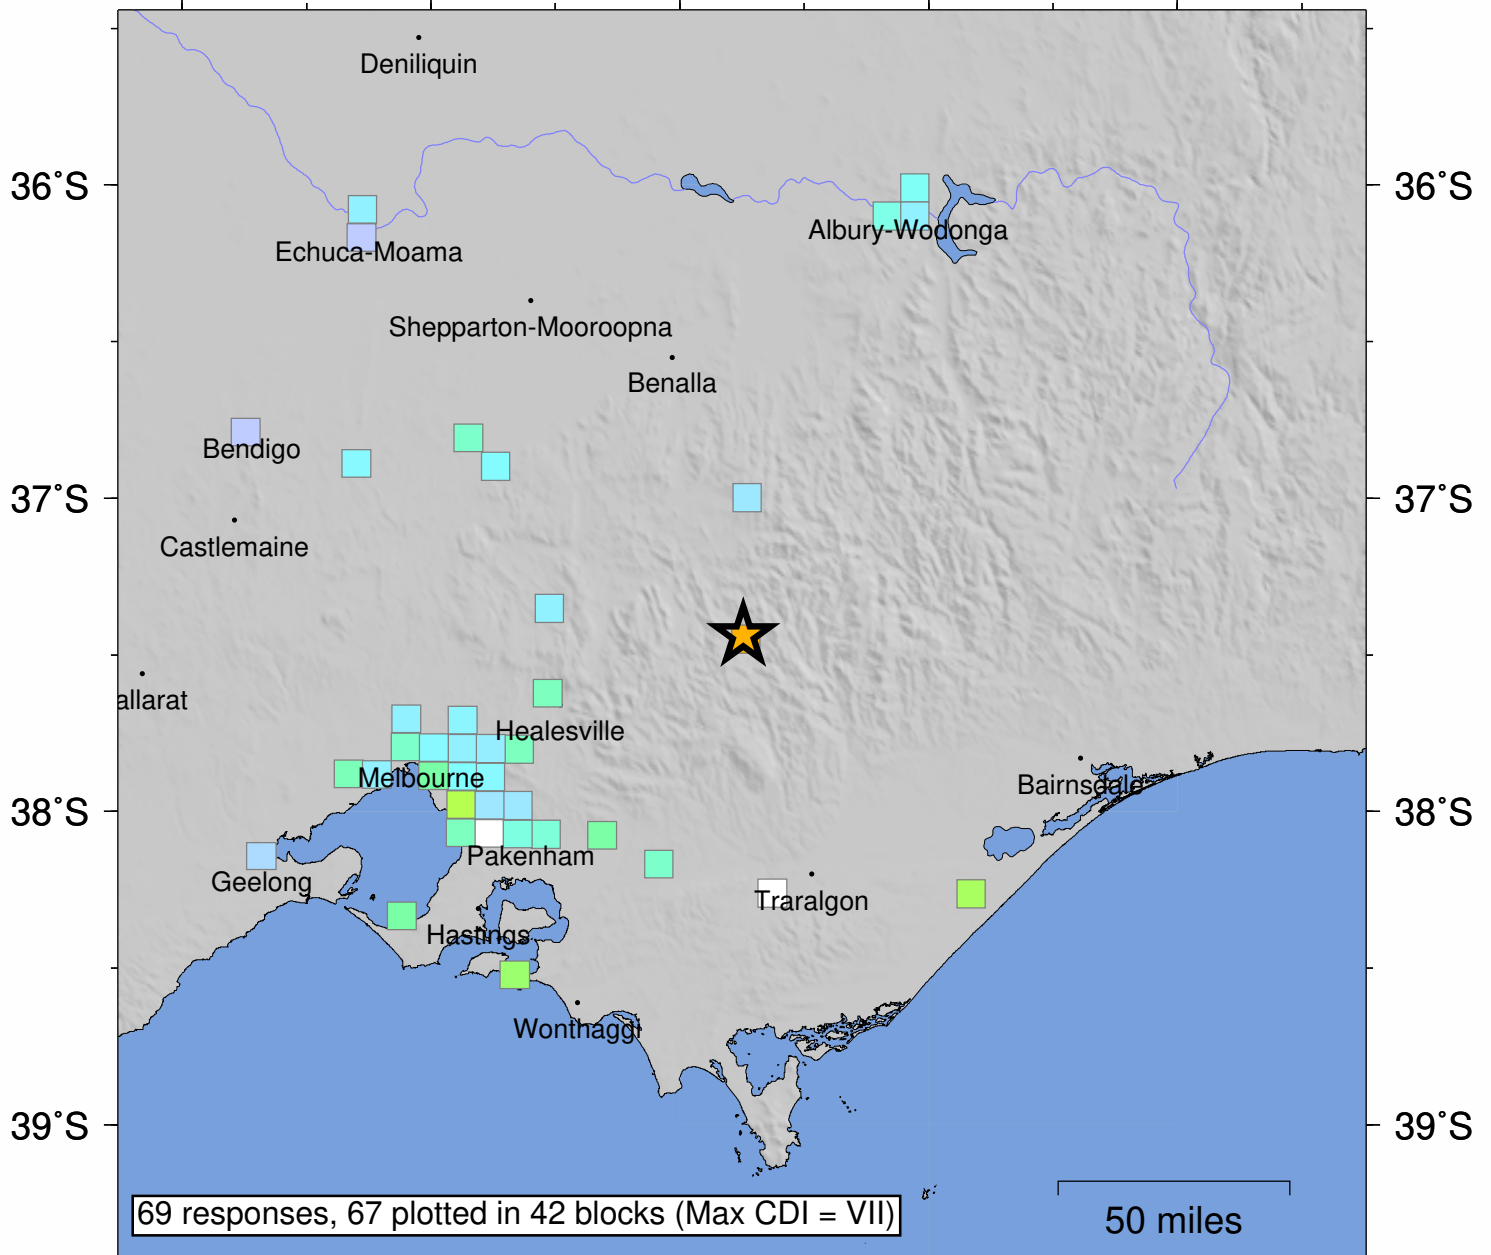 Deniliquin
36°S
36°S
Albury-Wodonga
Echuca-Moama
Shepparton-Mooroopna
Benalla
Bendigo
37°S
37°S
Castlemaine
allarat
Healesville
Melbourne
Bairnsdale
38°S
38°S
Pakenham
Geelong
Traralgon
Hastings
Wonthaggi
39°S
39°S
69 responses, 67 plotted in 42 blocks (Max CDI = VII)
50 miles